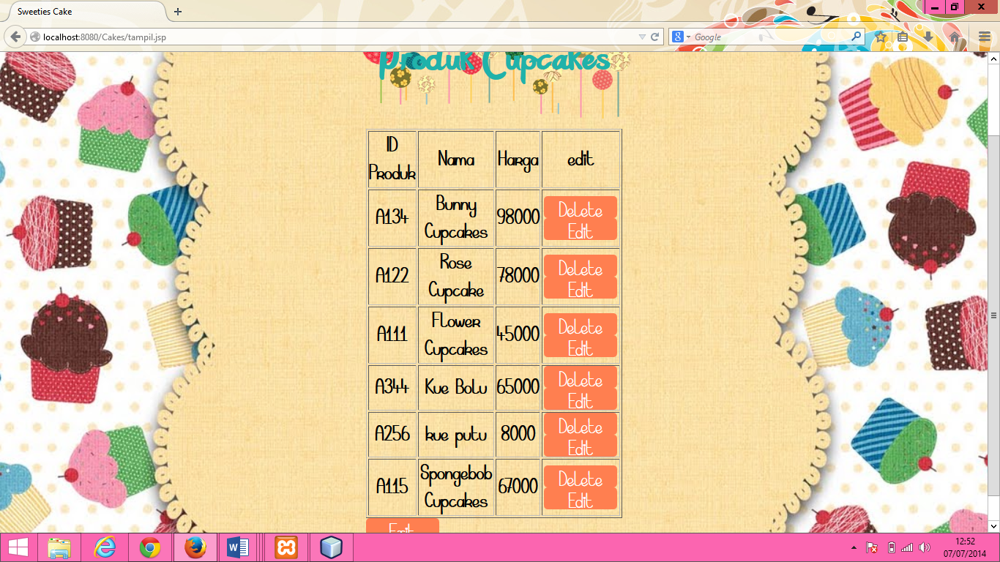 Sweeties Cake
localhost:8080/Cakes/tampil.jsp
Google
Produk Cupcakes
ID Produk Nama Harga edit
A134 Bunny Cupcakes 98000 Delete Edit
A122 Rose Cupcake 78000 Delete Edit
A111 Flower Cupcakes 45000 Delete Edit
A344 Kue Bolu 65000 Delete Edit
A256 kue putu 8000 Delete Edit
A115 Spongebob Cupcakes 67000 Delete Edit
12:52
07/07/2014